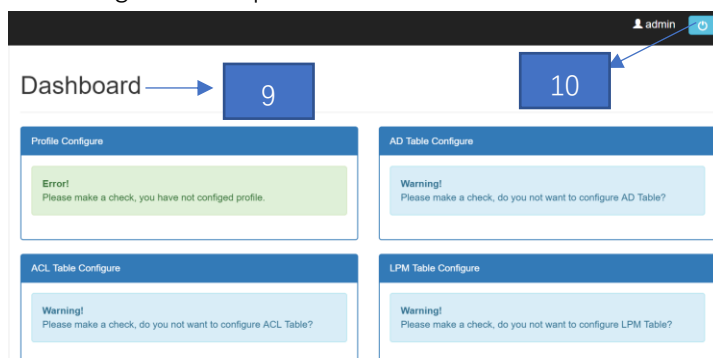 admin
Dashboard
9
10
Profile Configure
Error!
Please make a check, you have not configed profile.
AD Table Configure
Warning!
Please make a check, do you not want to configure AD Table?
ACL Table Configure
Warning!
Please make a check, do you not want to configure ACL Table?
LPM Table Configure
Warning!
Please make a check, do you not want to configure LPM Table?